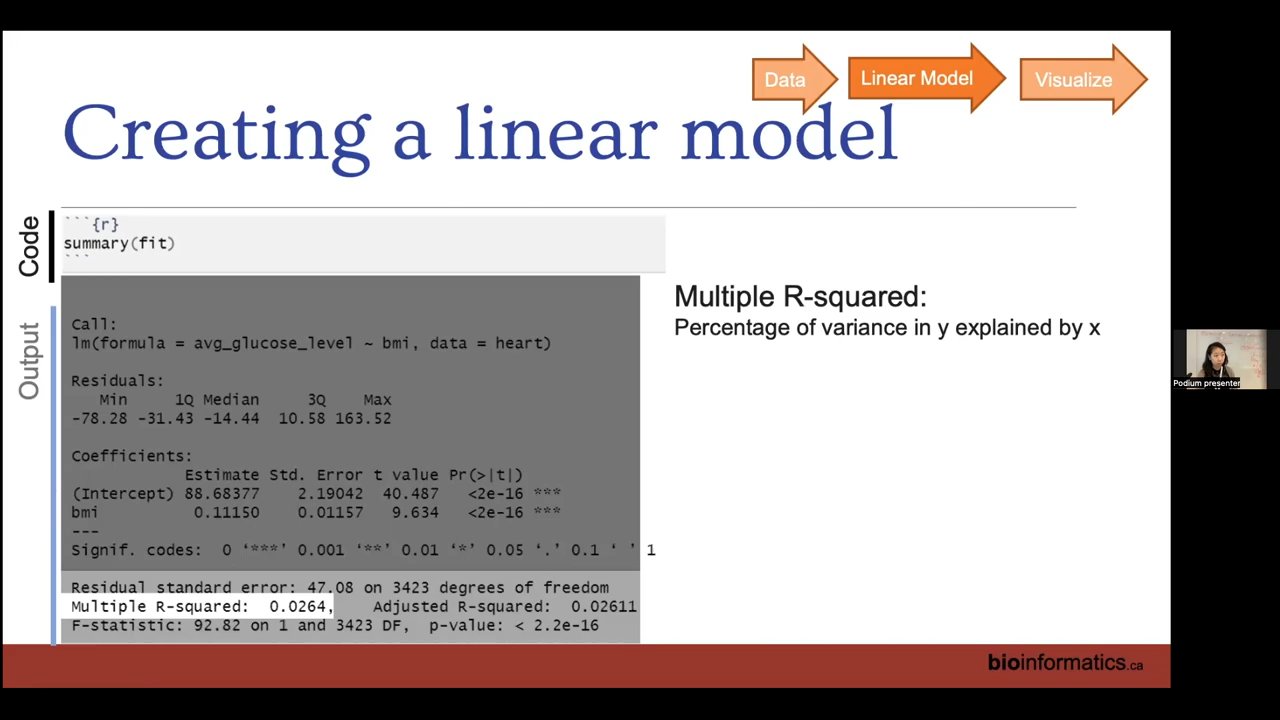 Data
Linear Model
Visualize
Creating a linear model
Code
```{r}
summary(fit)
```
Output
Call:
lm(formula = avg_glucose_level ~ bmi, data = heart)
Residuals:
Min 1Q Median 3Q Max
-78.28 -31.43 -14.44 10.58 163.52
Coefficients:
Estimate Std. Error t value Pr(>|t|)
(Intercept) 88.68377 2.19042 40.487 <2e-16 ***
bmi 0.11150 0.01157 9.634 <2e-16 ***
---
Signif. codes: 0 ‘***’ 0.001 ‘**’ 0.01 ‘*’ 0.05 ‘.’ 0.1 ‘ ’ 1
Residual standard error: 47.08 on 3423 degrees of freedom
Multiple R-squared: 0.0264, Adjusted R-squared: 0.02611
F-statistic: 92.82 on 1 and 3423 DF, p-value: < 2.2e-16
Multiple R-squared:
Percentage of variance in y explained by x
Podium presenter
bioinformatics.ca